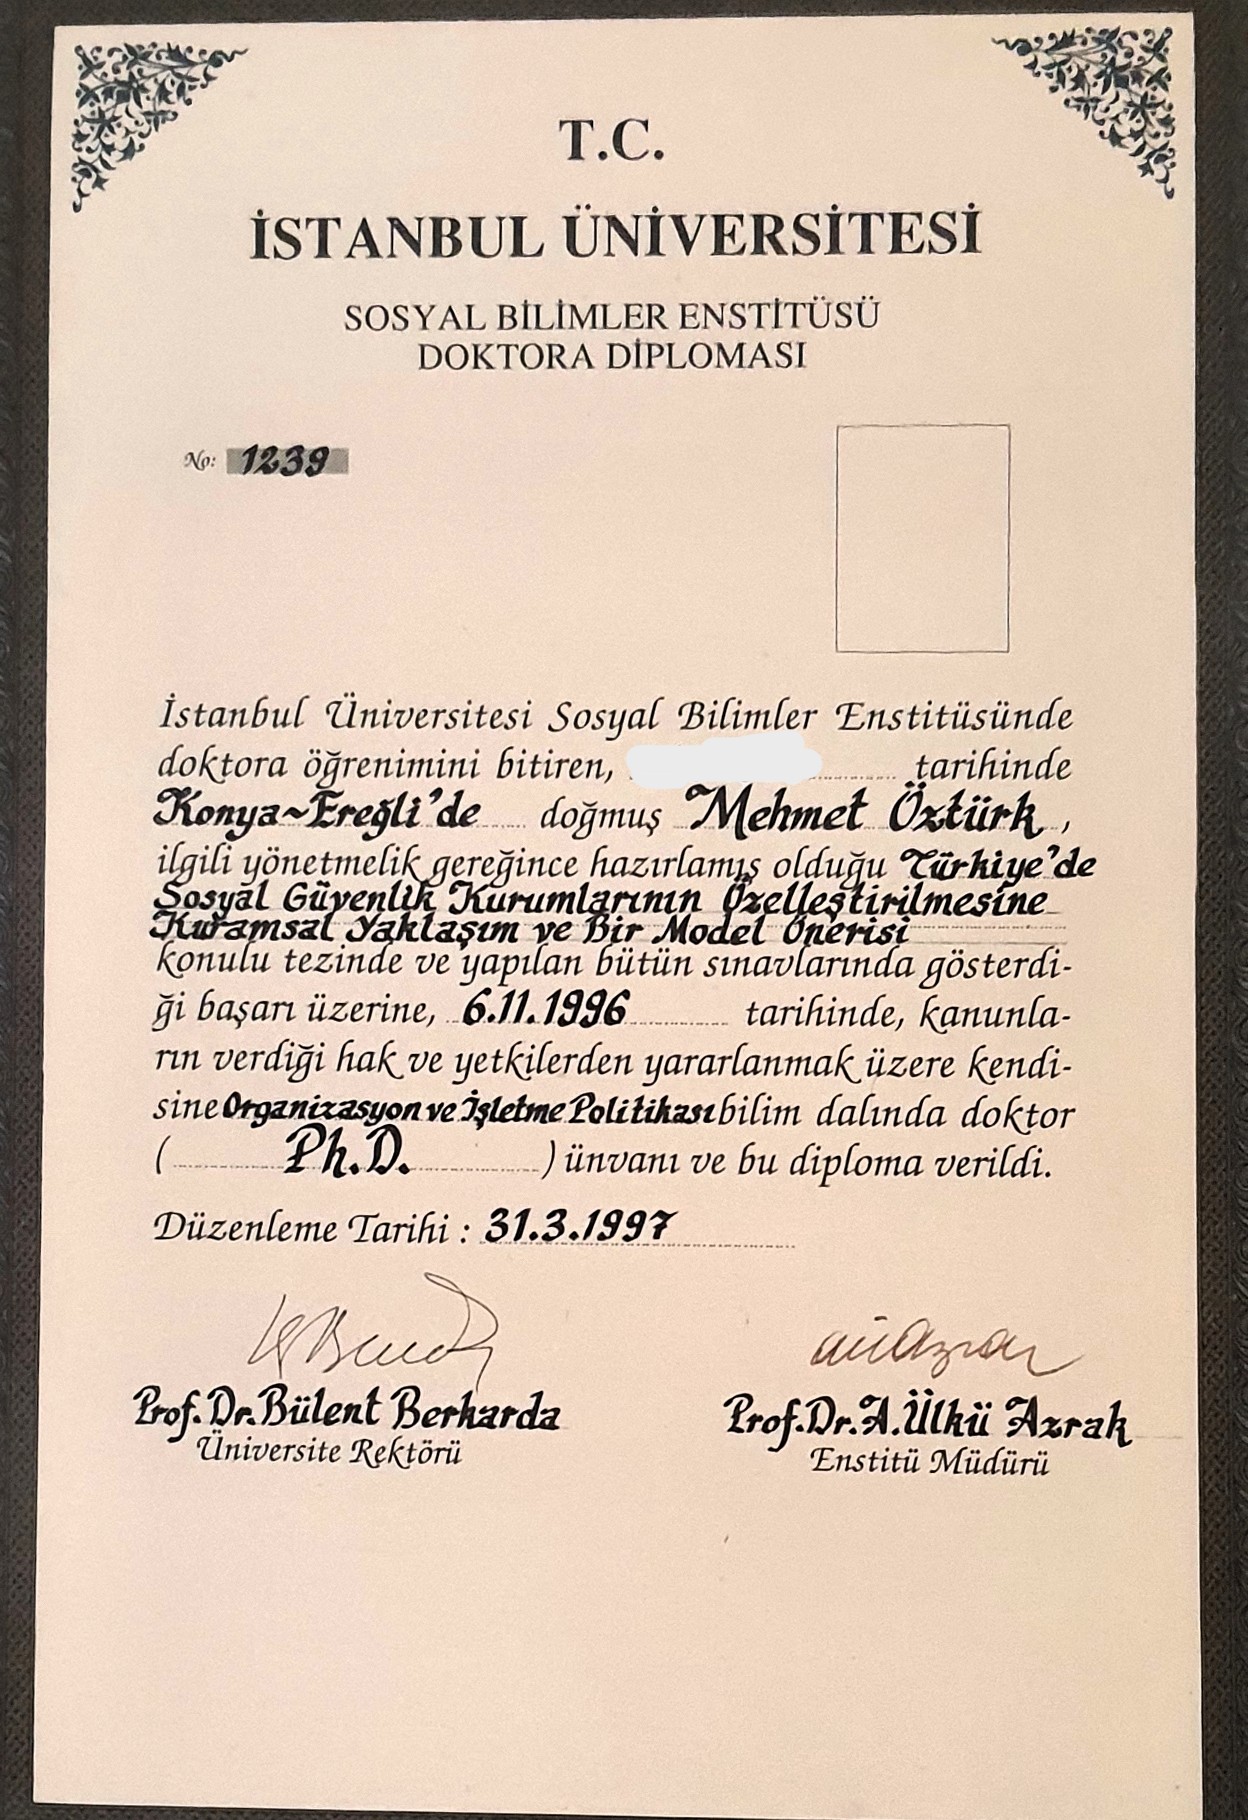 T.C.
İSTANBUL ÜNİVERSİTESİ
SOSYAL BİLİMLER ENSTİTÜSÜ
DOKTORA DİPLOMASI
No: 1239
İstanbul Üniversitesi Sosyal Bilimler Enstitüsünde
doktora öğrenimini bitiren, tarihinde
Konya~Ereğli'de doğmuş Mehmet Öztürk,
ilgili yönetmelik gereğince hazırlamış olduğu Türkiye'de
Sosyal Güvenlik Kurumlarının Özelleştirilmesine
Kuramsal Yaklaşım ve Bir Model Önerisi
konulu tezinde ve yapılan bütün sınavlarında gösterdi-
ği başarı üzerine, 6.11.1996 tarihinde, kanunla-
rın verdiği hak ve yetkilerden yararlanmak üzere kendi-
sine Organizasyon ve İşletme Politikası bilim dalında doktor
( Ph.D. ) ünvanı ve bu diploma verildi.
Düzenleme Tarihi : 31.3.1997
Prof. Dr. Bülent Berkarda
Üniversite Rektörü
Prof. Dr. A. Ülkü Azrak
Enstitü Müdürü